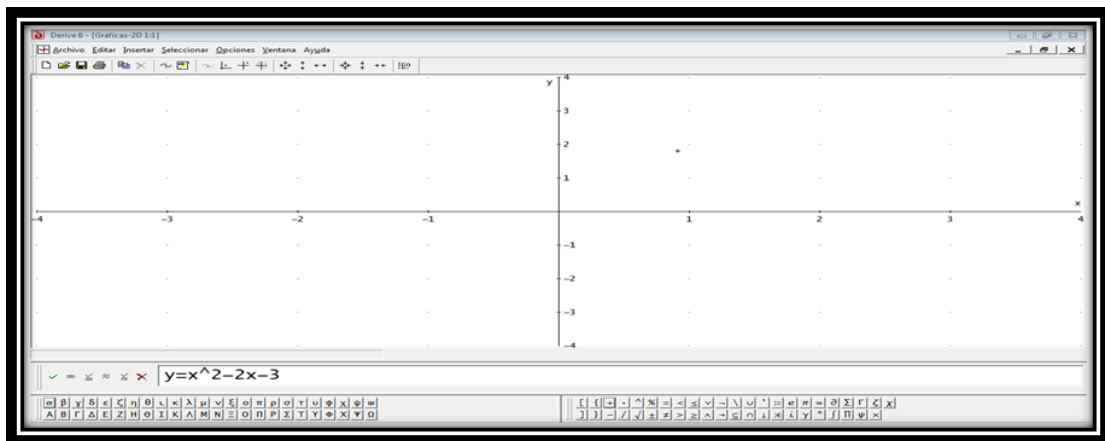 Derive 6 - [Gráficas-2D 1:1]
Archivo Editar Insertar Seleccionar Opciones Ventana Ayuda
y 4
3
2
1
x
-4 -3 -2 -1 1 2 3 4
-1
-2
-3
-4
y=x^2-2x-3
α β γ δ ε ζ η θ ι κ λ μ ν ξ ο π ρ σ τ υ φ χ ψ ω
Α Β Γ Δ Ε Ζ Η Θ Ι Κ Λ Μ Ν Ξ Ο Π Ρ Σ Τ Υ Φ Χ Ψ Ω